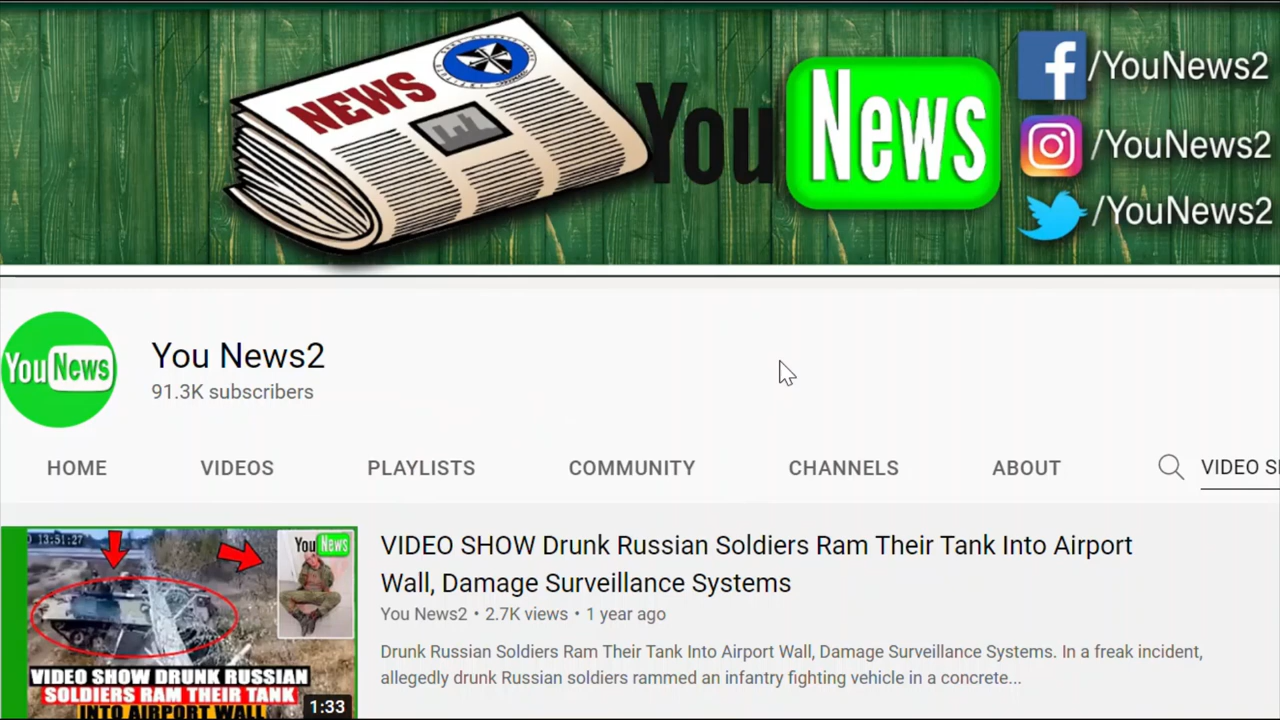 NEWS
You News
/YouNews2
/YouNews2
/YouNews2
You News
You News2
91.3K subscribers
HOME VIDEOS PLAYLISTS COMMUNITY CHANNELS ABOUT VIDEO S
13:51:27
You News
VIDEO SHOW DRUNK RUSSIAN
SOLDIERS RAM THEIR TANK
INTO AIRPORT WALL
1:33
VIDEO SHOW Drunk Russian Soldiers Ram Their Tank Into Airport
Wall, Damage Surveillance Systems
You News2 • 2.7K views • 1 year ago
Drunk Russian Soldiers Ram Their Tank Into Airport Wall, Damage Surveillance Systems. In a freak incident,
allegedly drunk Russian soldiers rammed an infantry fighting vehicle in a concrete...